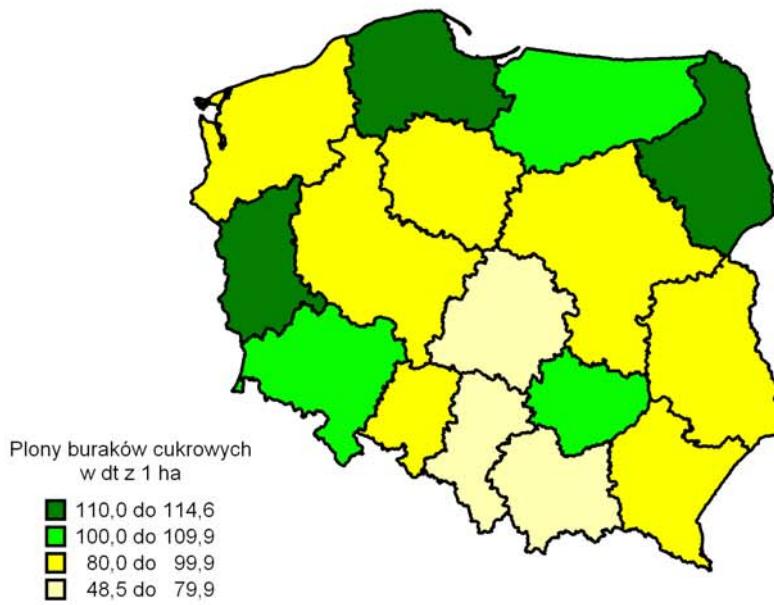 Plony buraków cukrowych
w dt z 1 ha
110,0 do 114,6
100,0 do 109,9
80,0 do 99,9
48,5 do 79,9